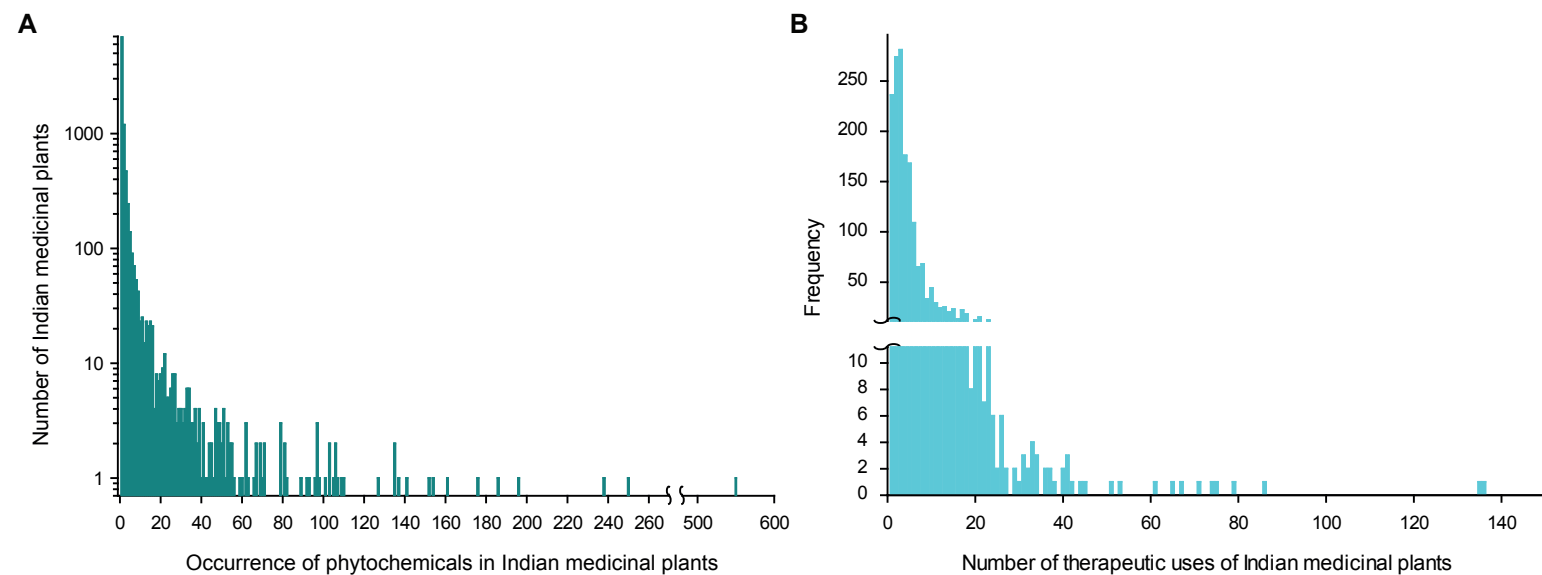 A
Number of Indian medicinal plants
1000
100
10
1
0 20 40 60 80 100 120 140 160 180 200 220 240 260 500 600
Occurrence of phytochemicals in Indian medicinal plants
B
Frequency
250
200
150
100
50
10
8
6
4
2
0
0 20 40 60 80 100 120 140
Number of therapeutic uses of Indian medicinal plants